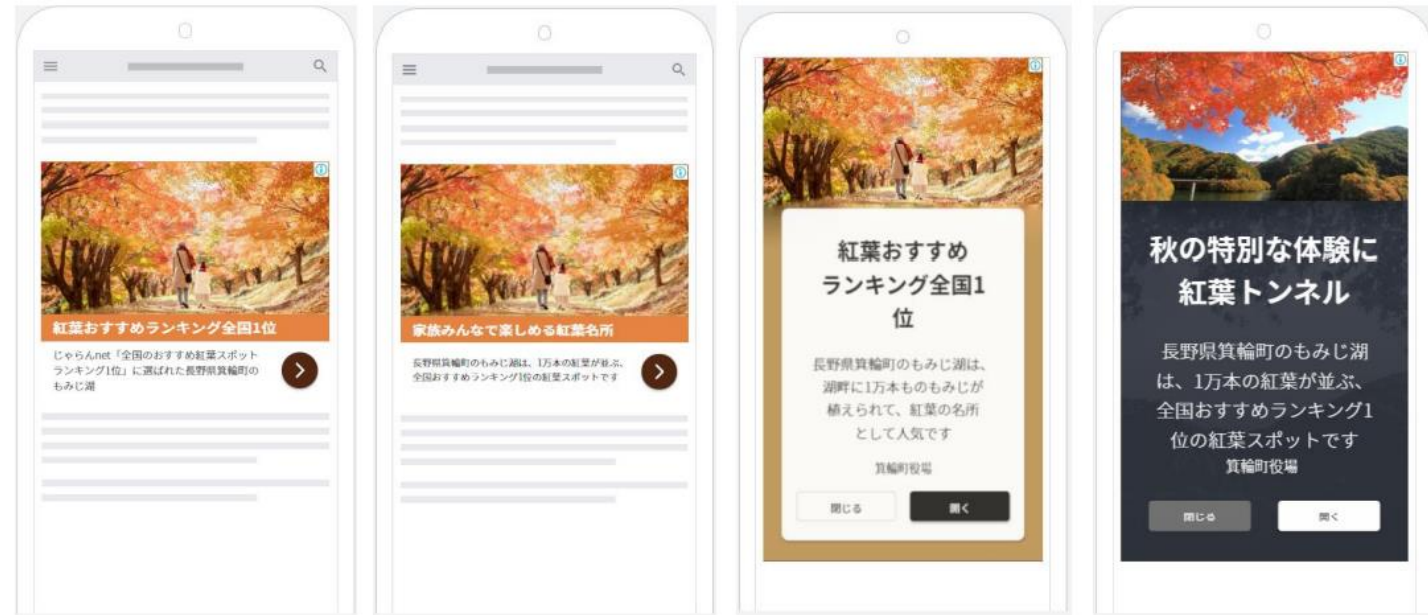 紅葉おすすめランキング全国1位
じゃらんnet「全国のおすすめ紅葉スポット
ランキング1位」に選ばれた長野県箕輪町の
もみじ湖
家族みんなで楽しめる紅葉名所
長野県箕輪町のもみじ湖は、1万本の紅葉が並ぶ、
全国おすすめランキング1位の紅葉スポットです
紅葉おすすめ
ランキング全国1
位
長野県箕輪町のもみじ湖は、
湖畔に1万本ものもみじが
植えられて、紅葉の名所
として人気です
箕輪町役場
閉じる
開く
秋の特別な体験に
紅葉トンネル
長野県箕輪町のもみじ湖
は、1万本の紅葉が並ぶ、
全国おすすめランキング1
位の紅葉スポットです
箕輪町役場
閉じる
開く